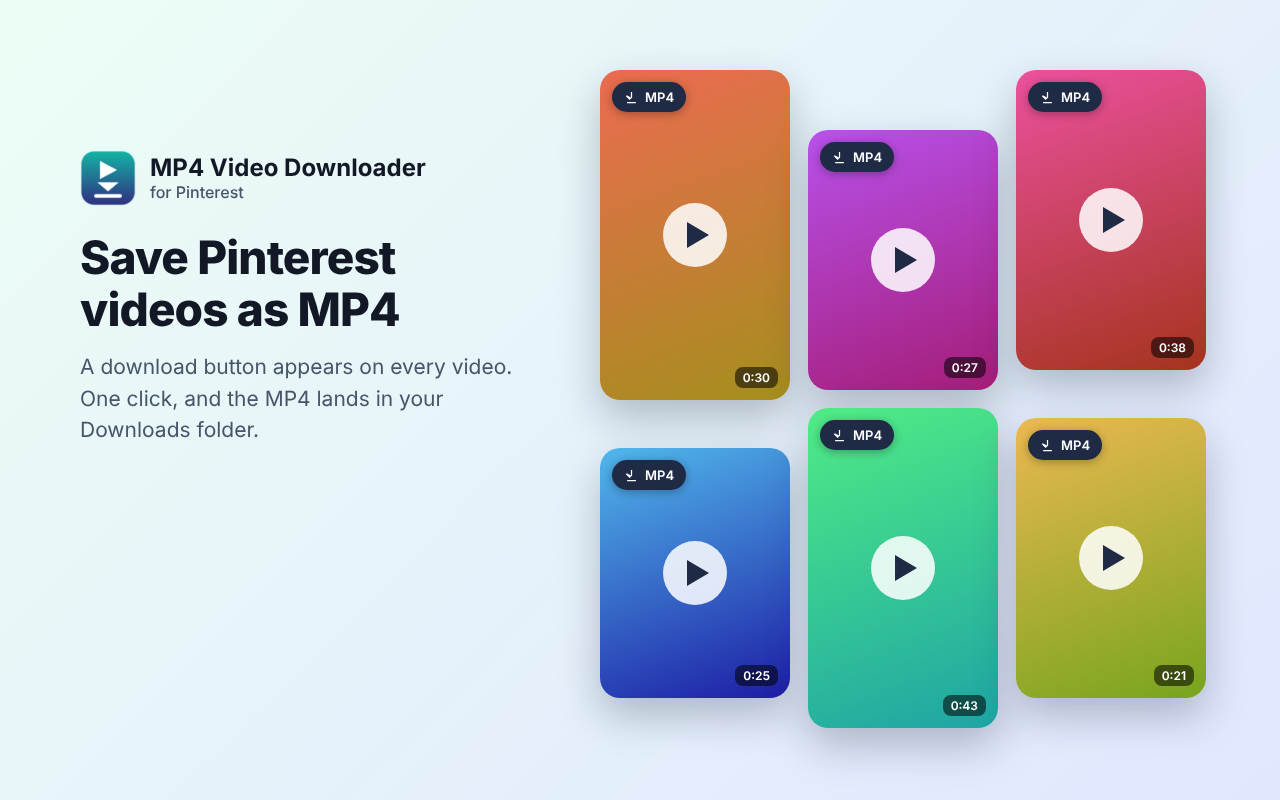 MP4 Video Downloader
for Pinterest
Save Pinterest
videos as MP4
A download button appears on every video.
One click, and the MP4 lands in your
Downloads folder.
MP4
0:30
MP4
0:27
MP4
0:38
MP4
0:25
MP4
0:43
MP4
0:21